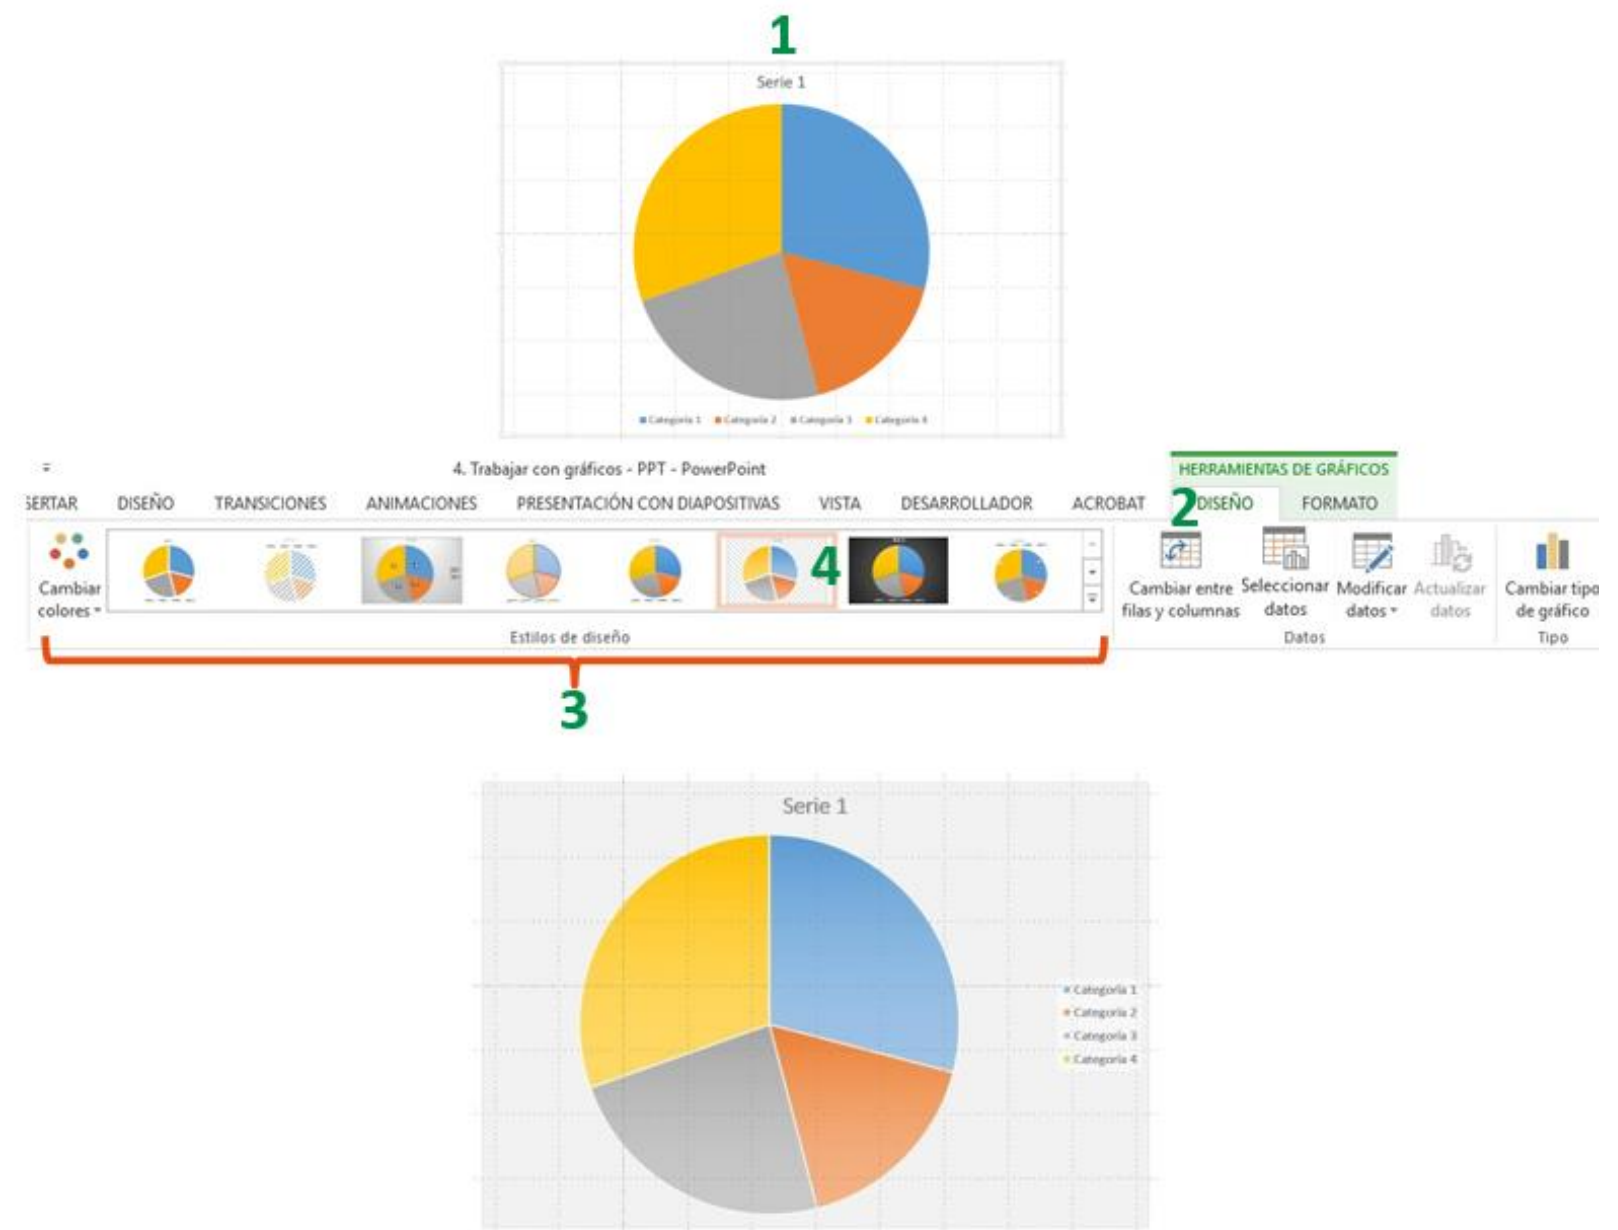 1
Serie 1
Categoría 1 Categoría 2 Categoría 3 Categoría 4
4. Trabajar con gráficos - PPT - PowerPoint
HERRAMIENTAS DE GRÁFICOS
SERTAR DISEÑO TRANSICIONES ANIMACIONES PRESENTACIÓN CON DIAPOSITIVAS VISTA DESARROLLADOR ACROBAT 2 DISEÑO FORMATO
4
Cambiar colores
Cambiar entre filas y columnas
Seleccionar datos
Modificar datos
Actualizar datos
Cambiar tipo de gráfico
Estilos de diseño Datos Tipo
3
Serie 1
Categoría 1
Categoría 2
Categoría 3
Categoría 4